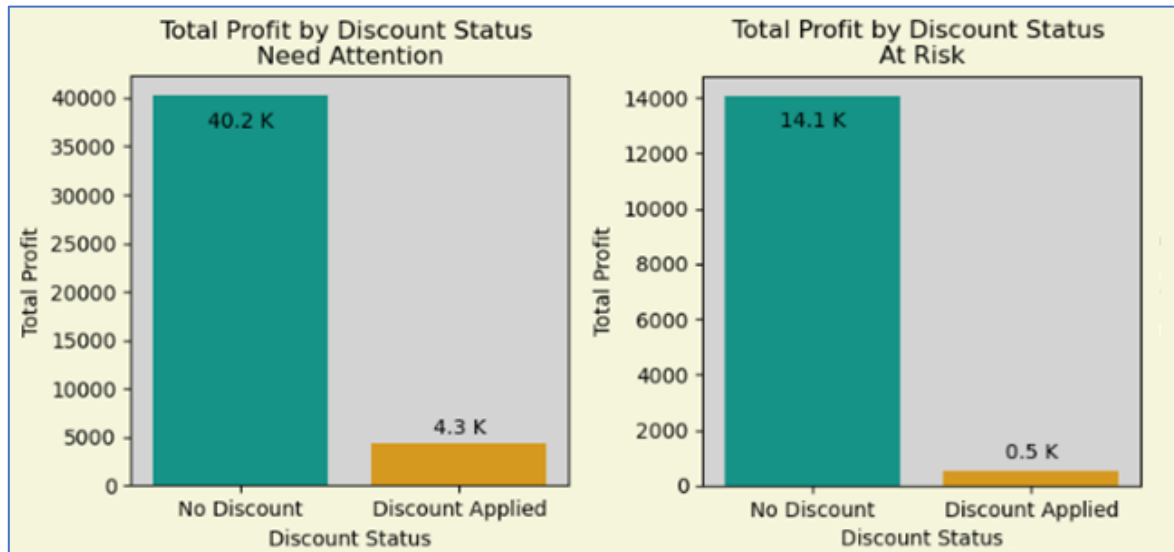 Total Profit by Discount Status
Need Attention
40000
35000
30000
25000
20000
15000
10000
5000
0
Total Profit
40.2 K
4.3 K
No Discount
Discount Applied
Discount Status
Total Profit by Discount Status
At Risk
14000
12000
10000
8000
6000
4000
2000
0
Total Profit
14.1 K
0.5 K
No Discount
Discount Applied
Discount Status